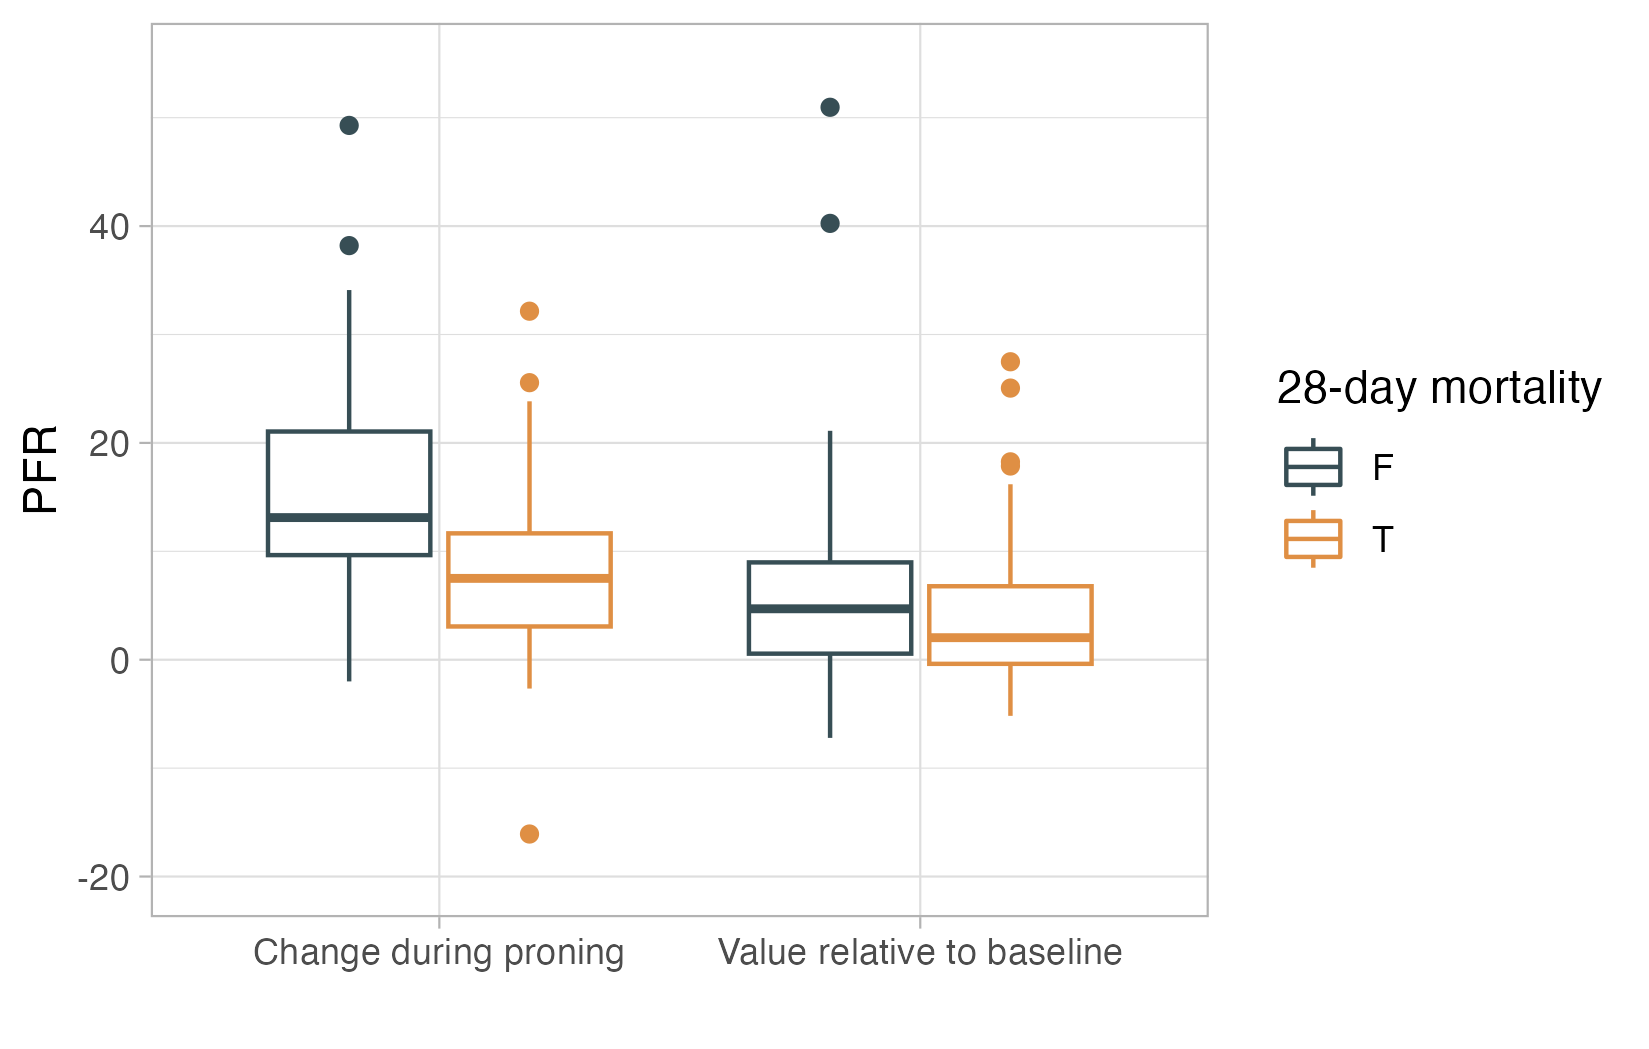 PFR
40
20
0
-20
Change during proning
Value relative to baseline
28-day mortality
F
T